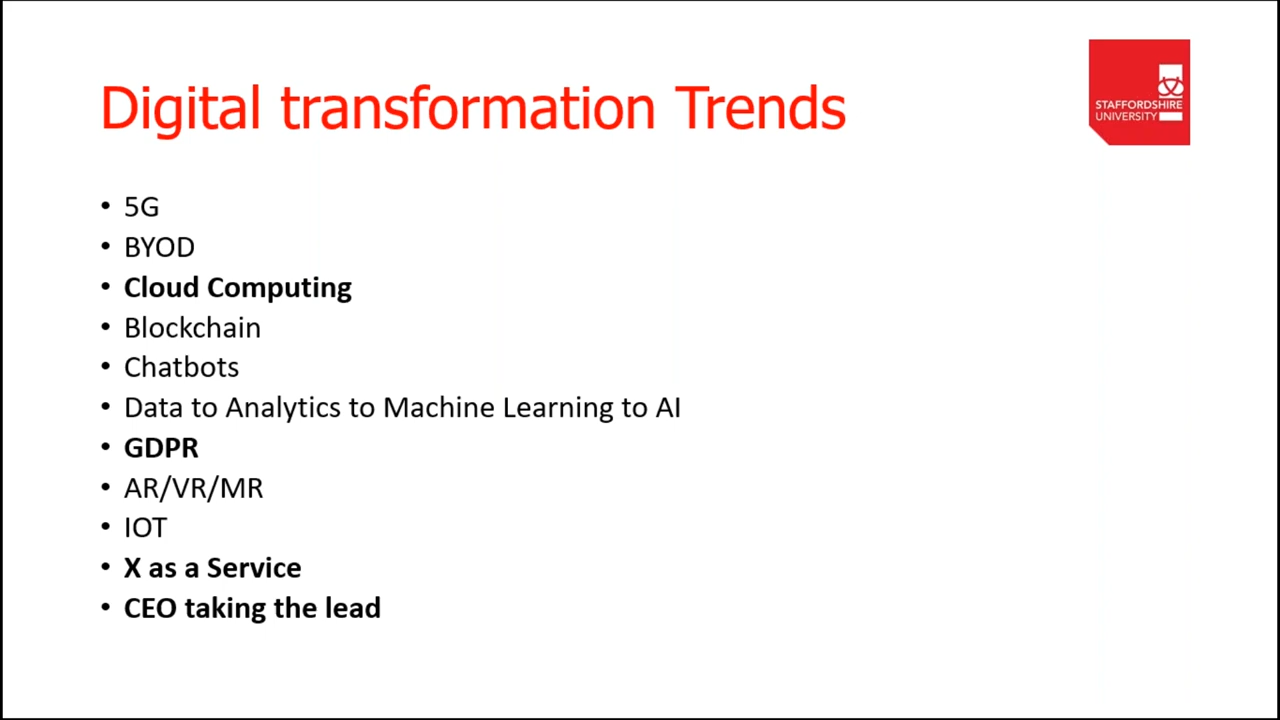 Digital transformation Trends
STAFFORDSHIRE
UNIVERSITY
• 5G
• BYOD
• Cloud Computing
• Blockchain
• Chatbots
• Data to Analytics to Machine Learning to AI
• GDPR
• AR/VR/MR
• IOT
• X as a Service
• CEO taking the lead